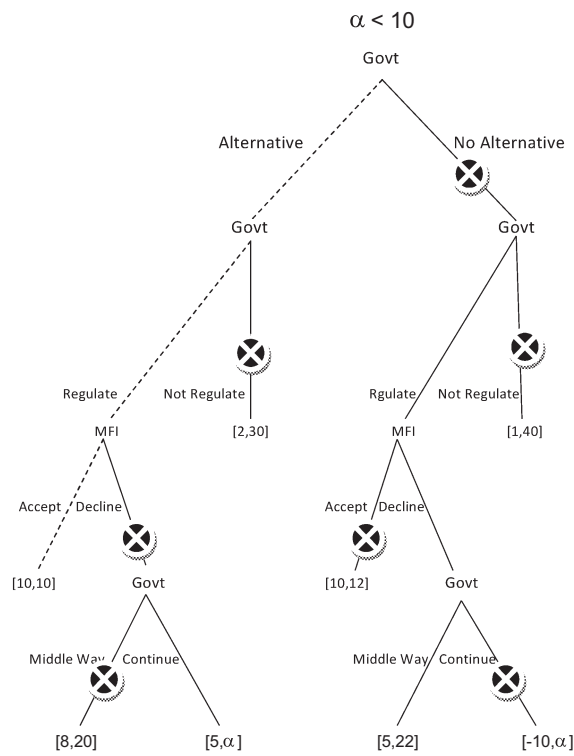 α < 10
Govt
Alternative
No Alternative
Govt
Govt
Regulate
Not Regulate
Rgulate
Not Regulate
MFI
[2,30]
MFI
[1,40]
Accept
Decline
Accept
Decline
[10,10]
Govt
[10,12]
Govt
Middle Way
Continue
Middle Way
Continue
[8,20]
[5,α]
[5,22]
[-10,α]